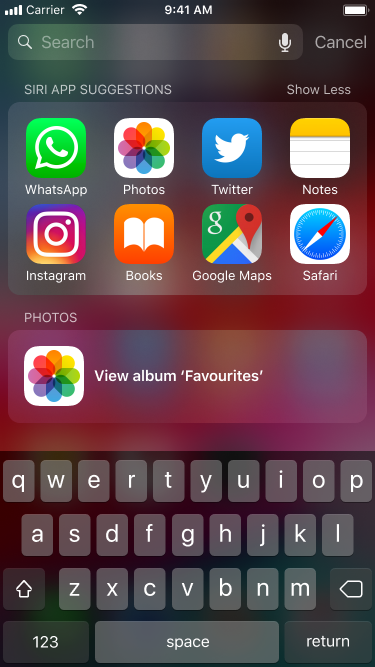 Carrier 9:41 AM
Search Cancel
SIRI APP SUGGESTIONS Show Less
WhatsApp Photos Twitter Notes
g
Instagram Books Google Maps Safari
PHOTOS
View album ‘Favourites’
q w e r t y u i o p
a s d f g h j k l
z x c v b n m
123 space return